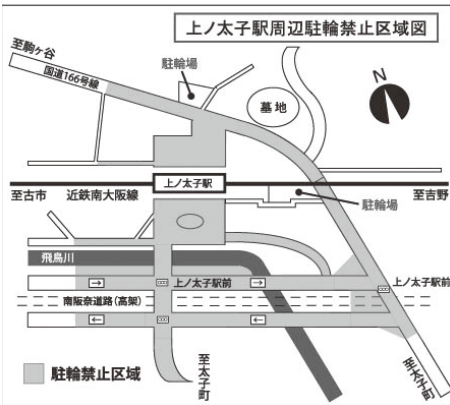 上ノ太子駅周辺駐輪禁止区域図
至駒ヶ谷
国道166号線
駐輪場
墓地
N
上ノ太子駅
至古市
近鉄南大阪線
至吉野
駐輪場
飛鳥川
上ノ太子駅前
上ノ太子駅前
南阪奈道路(高架)
駐輪禁止区域
至太子町
至太子町